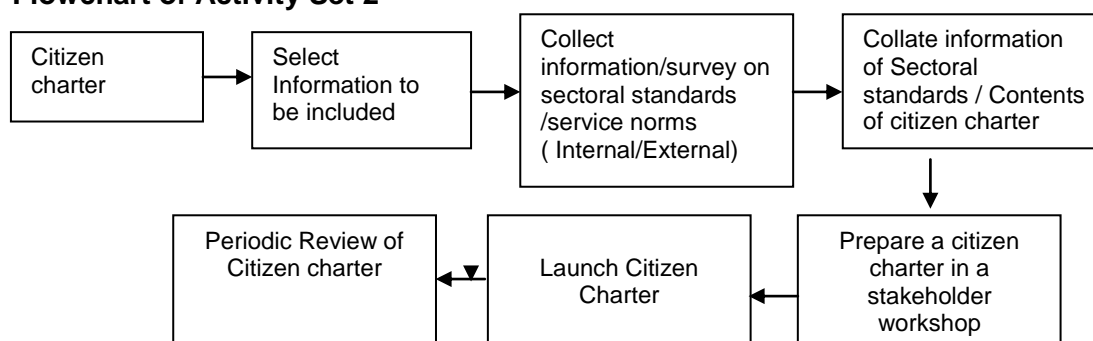 Flowchart of Activity Set 2
Citizen
charter
Select
Information to
be included
Collect
information/survey on
sectoral standards
/service norms
( Internal/External)
Collate information
of Sectoral
standards / Contents
of citizen charter
Prepare a citizen
charter in a
stakeholder
workshop
Launch Citizen
Charter
Periodic Review of
Citizen charter